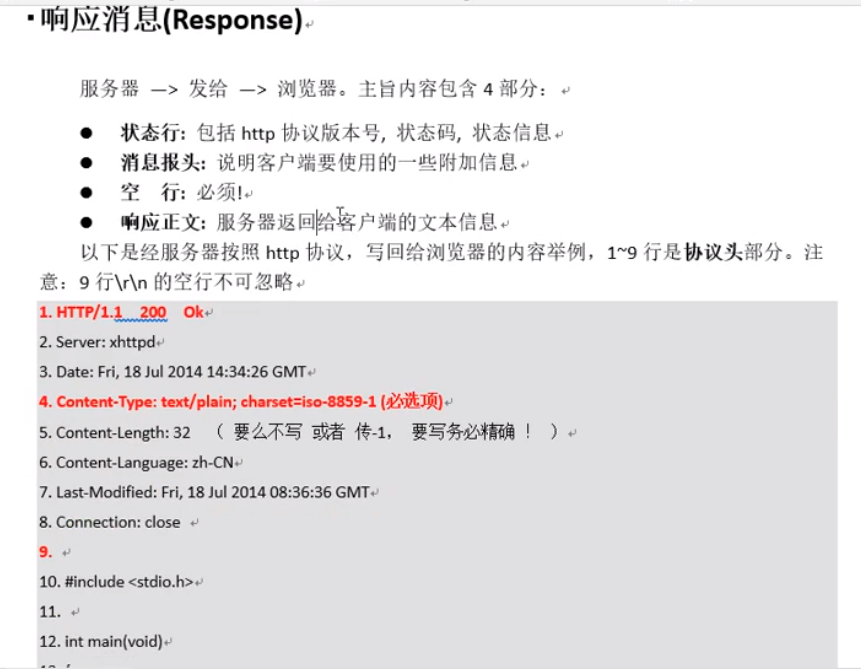 ▪响应消息(Response)
服务器 —> 发给 —> 浏览器。主旨内容包含 4 部分：
● 状态行: 包括 http 协议版本号, 状态码, 状态信息
● 消息报头: 说明客户端要使用的一些附加信息
● 空 行: 必须!
● 响应正文: 服务器返回给客户端的文本信息
以下是经服务器按照 http 协议，写回给浏览器的内容举例，1~9 行是协议头部分。注
意：9 行\r\n 的空行不可忽略
1. HTTP/1.1 200 Ok
2. Server: xhttpd
3. Date: Fri, 18 Jul 2014 14:34:26 GMT
4. Content-Type: text/plain; charset=iso-8859-1 (必选项)
5. Content-Length: 32 （ 要么不写 或者 传-1， 要写务必精确 ！ ）
6. Content-Language: zh-CN
7. Last-Modified: Fri, 18 Jul 2014 08:36:36 GMT
8. Connection: close
9.
10. #include <stdio.h>
11.
12. int main(void)